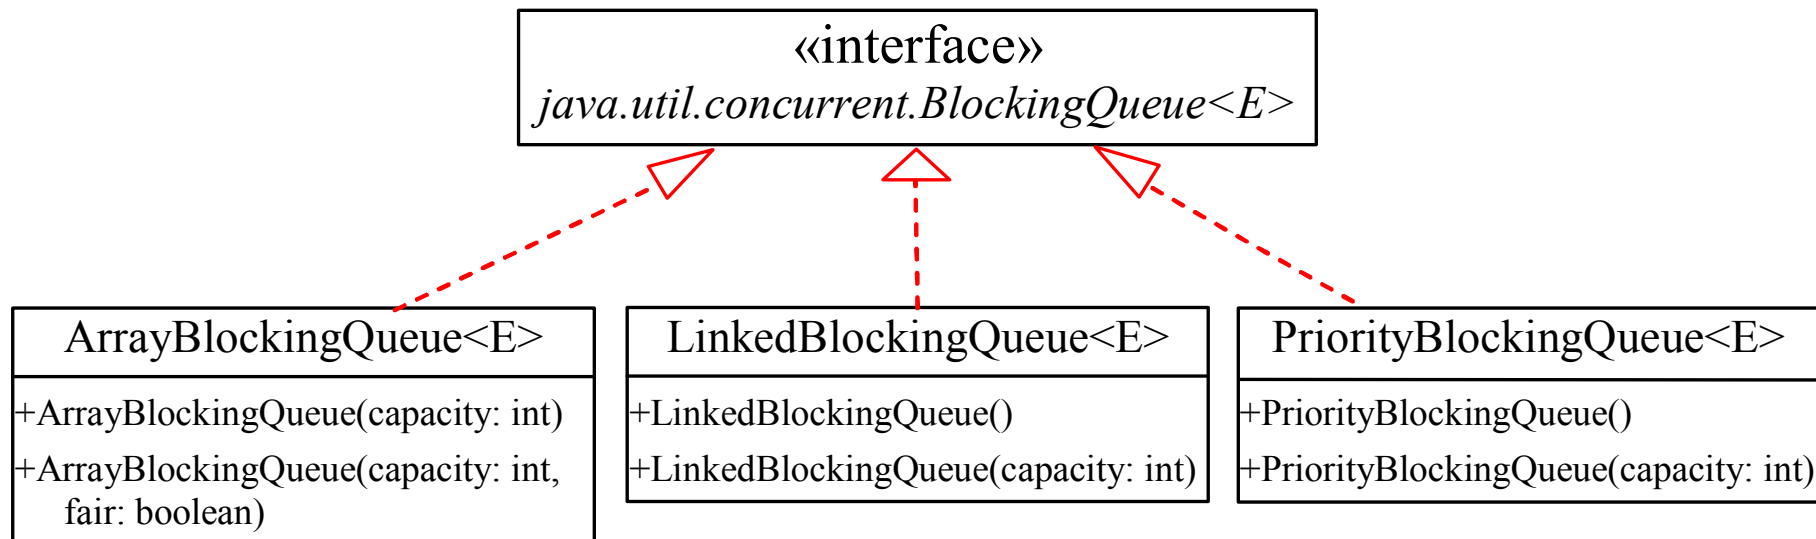 «interface»
java.util.concurrent.BlockingQueue<E>
ArrayBlockingQueue<E>
+ArrayBlockingQueue(capacity: int)
+ArrayBlockingQueue(capacity: int,
fair: boolean)
LinkedBlockingQueue<E>
+LinkedBlockingQueue()
+LinkedBlockingQueue(capacity: int)
PriorityBlockingQueue<E>
+PriorityBlockingQueue()
+PriorityBlockingQueue(capacity: int)